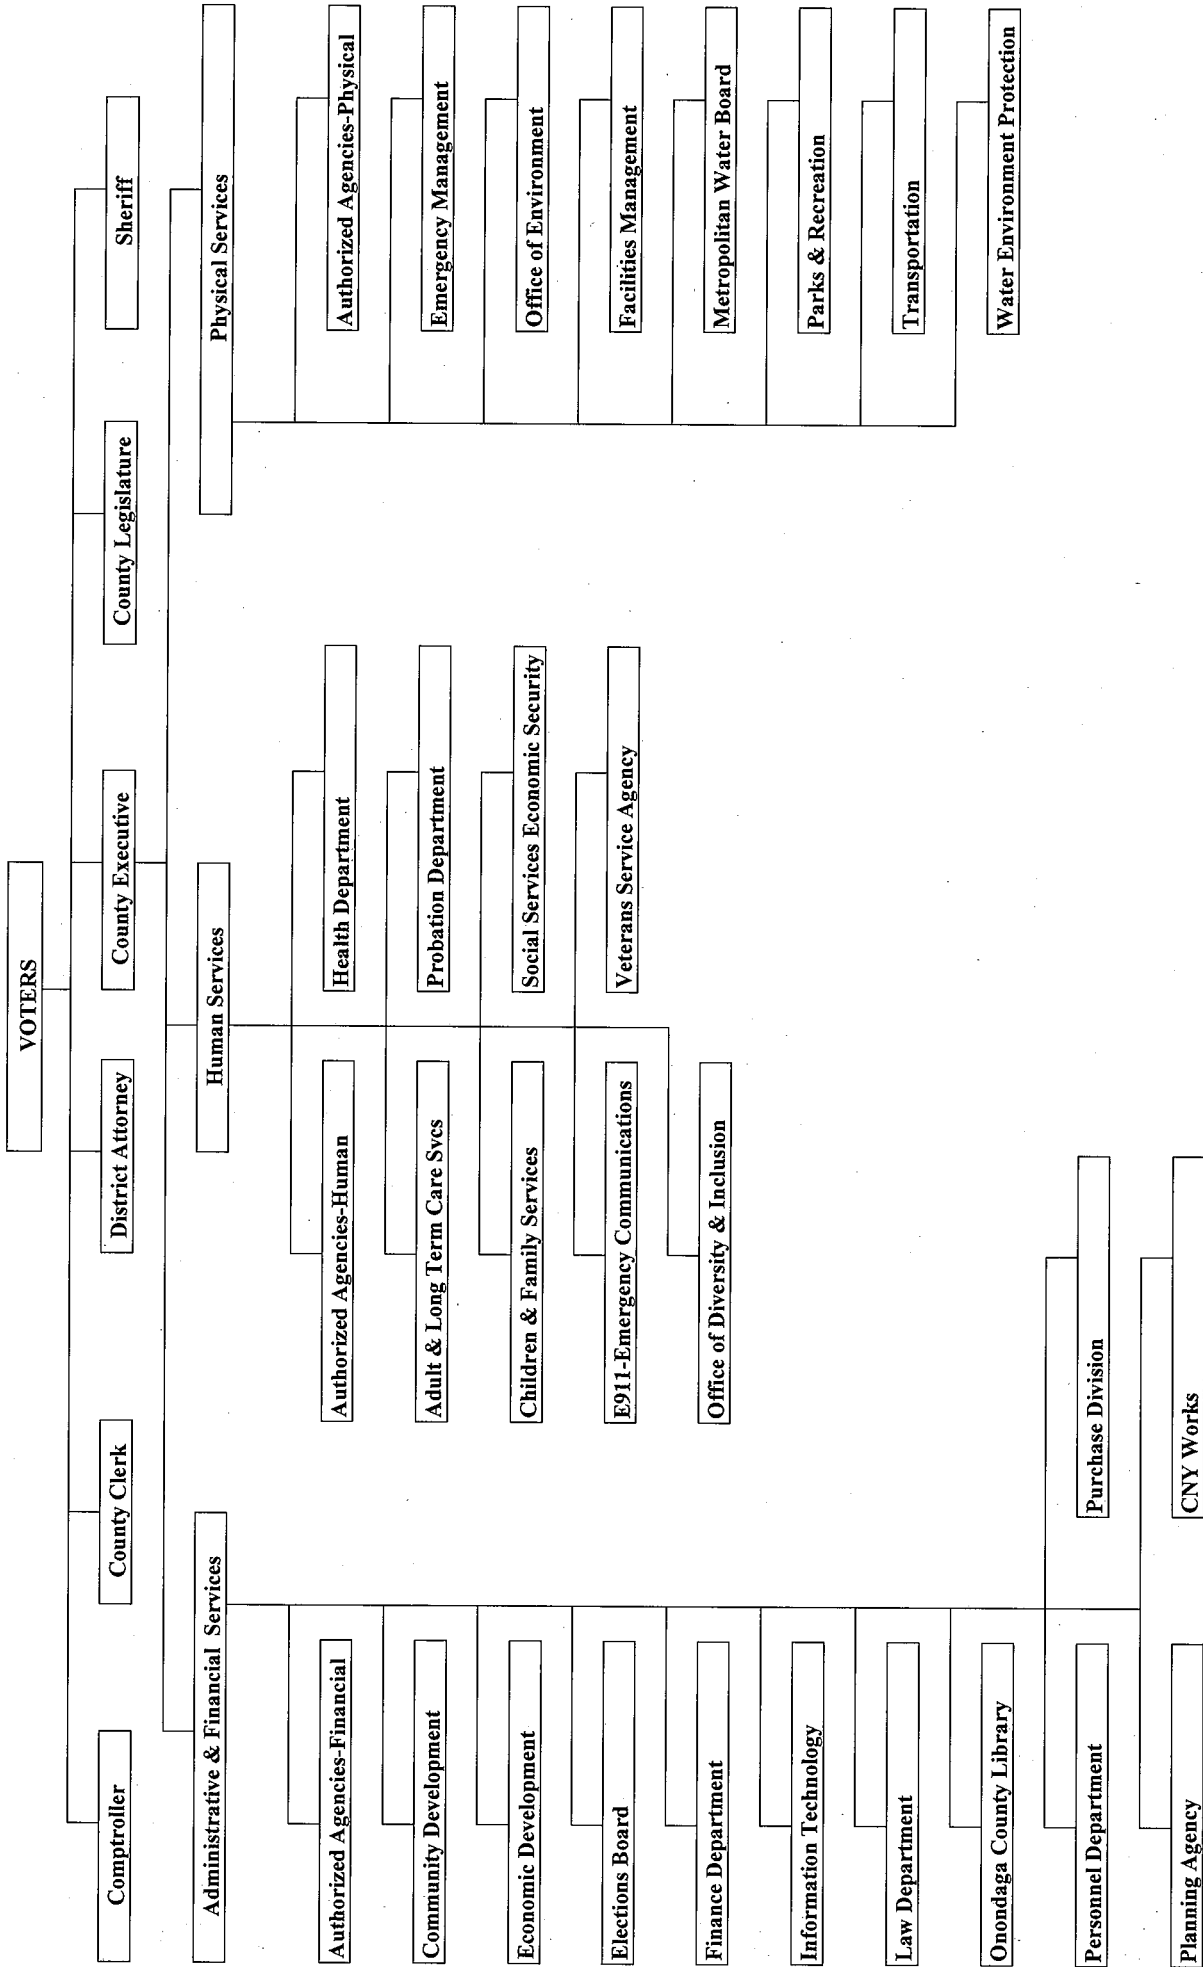 VOTERS
Comptroller
County Clerk
District Attorney
County Executive
County Legislature
Sheriff
Administrative & Financial Services
Human Services
Physical Services
Authorized Agencies-Financial
Community Development
Economic Development
Elections Board
Finance Department
Information Technology
Law Department
Onondaga County Library
Personnel Department
Purchase Division
Planning Agency
CNY Works
Authorized Agencies-Human
Health Department
Adult & Long Term Care Svcs
Probation Department
Children & Family Services
Social Services Economic Security
E911-Emergency Communications
Veterans Service Agency
Office of Diversity & Inclusion
Authorized Agencies-Physical
Emergency Management
Office of Environment
Facilities Management
Metropolitan Water Board
Parks & Recreation
Transportation
Water Environment Protection